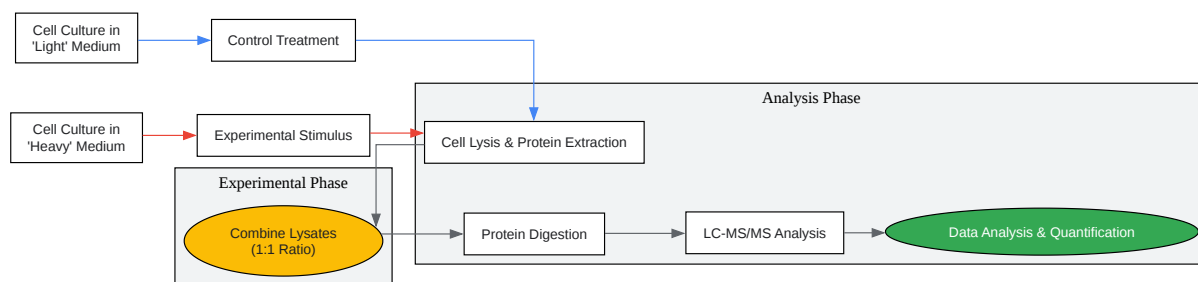 Cell Culture in
'Light' Medium
Control Treatment
Analysis Phase
Cell Culture in
'Heavy' Medium
Experimental Stimulus
Cell Lysis & Protein Extraction
Experimental Phase
Combine Lysates
(1:1 Ratio)
Protein Digestion
LC-MS/MS Analysis
Data Analysis & Quantification